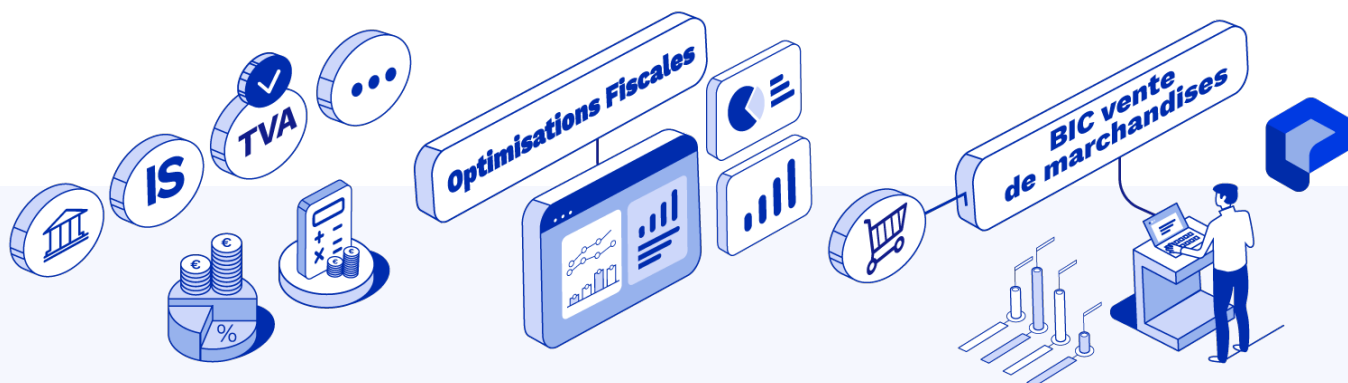 IS
TVA
€
€
%
€
€
Optimisations Fiscales
BIC vente
de marchandises